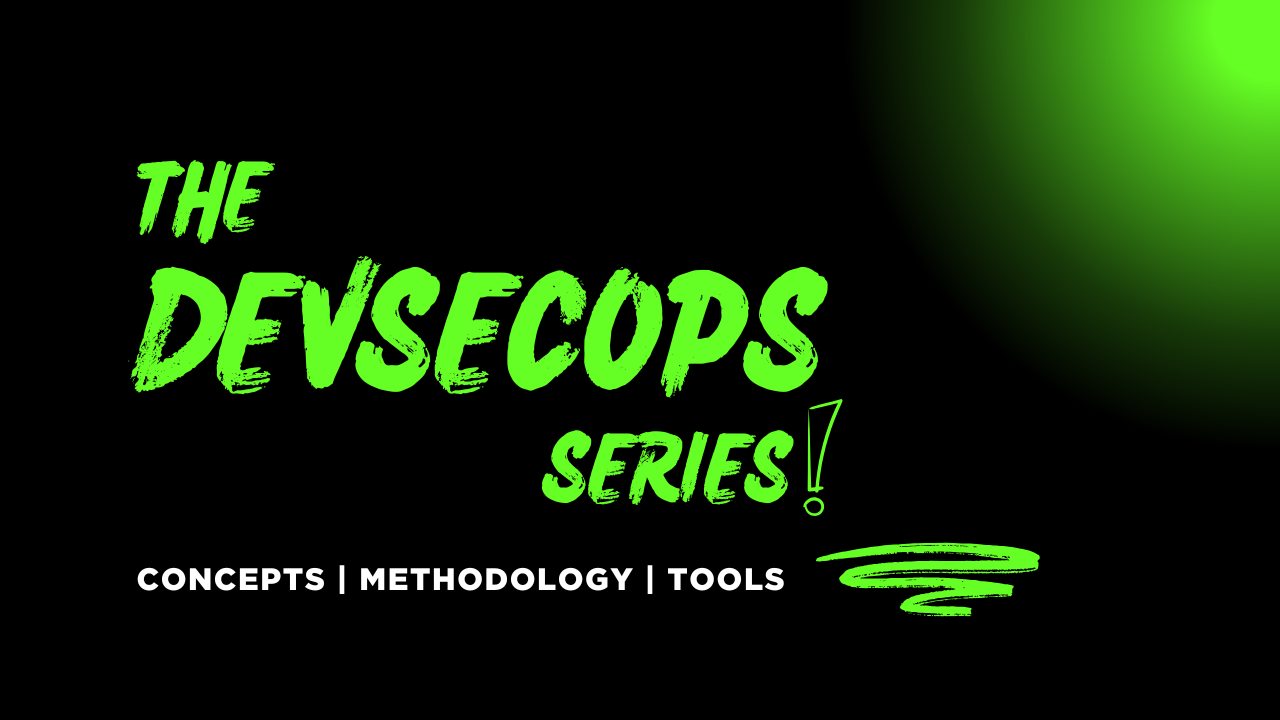 THE
DEVSECOPS
SERIES!
CONCEPTS | METHODOLOGY | TOOLS